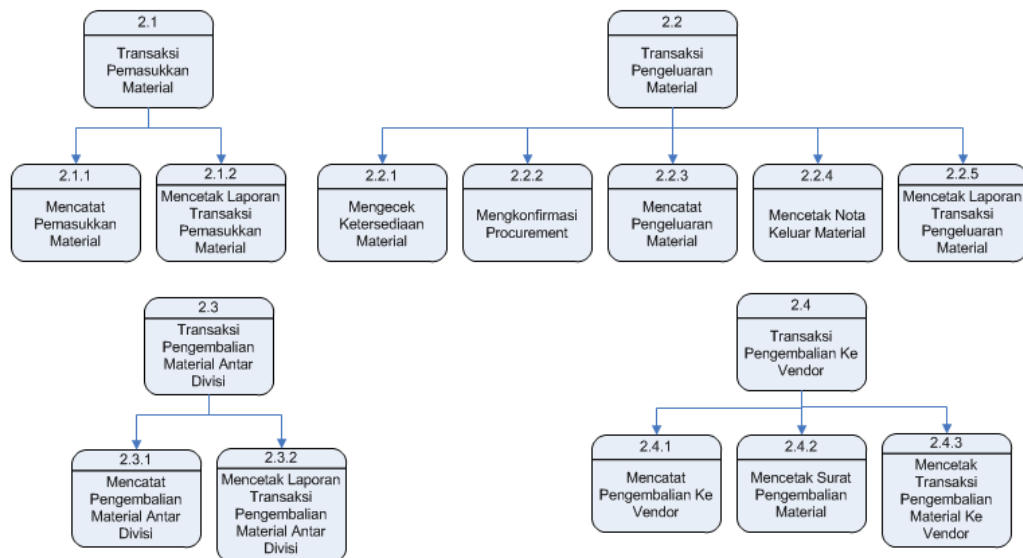 2.1
Transaksi
Pemasukkan
Material
2.2
Transaksi
Pengeluaran
Material
2.1.1
Mencatat
Pemasukkan
Material
2.1.2
Mencetak Laporan
Transaksi
Pemasukkan
Material
2.2.1
Mengecek
Ketersediaan
Material
2.2.2
Mengkonfirmasi
Procurement
2.2.3
Mencatat
Pengeluaran
Material
2.2.4
Mencetak Nota
Keluar Material
2.2.5
Mencetak Laporan
Transaksi
Pengeluaran
Material
2.3
Transaksi
Pengembalian
Material Antar
Divisi
2.4
Transaksi
Pengembalian Ke
Vendor
2.3.1
Mencatat
Pengembalian
Material Antar
Divisi
2.3.2
Mencetak Laporan
Transaksi
Pengembalian
Material Antar
Divisi
2.4.1
Mencatat
Pengembalian Ke
Vendor
2.4.2
Mencetak Surat
Pengembalian
Material
2.4.3
Mencetak
Transaksi
Pengembalian
Material Ke
Vendor